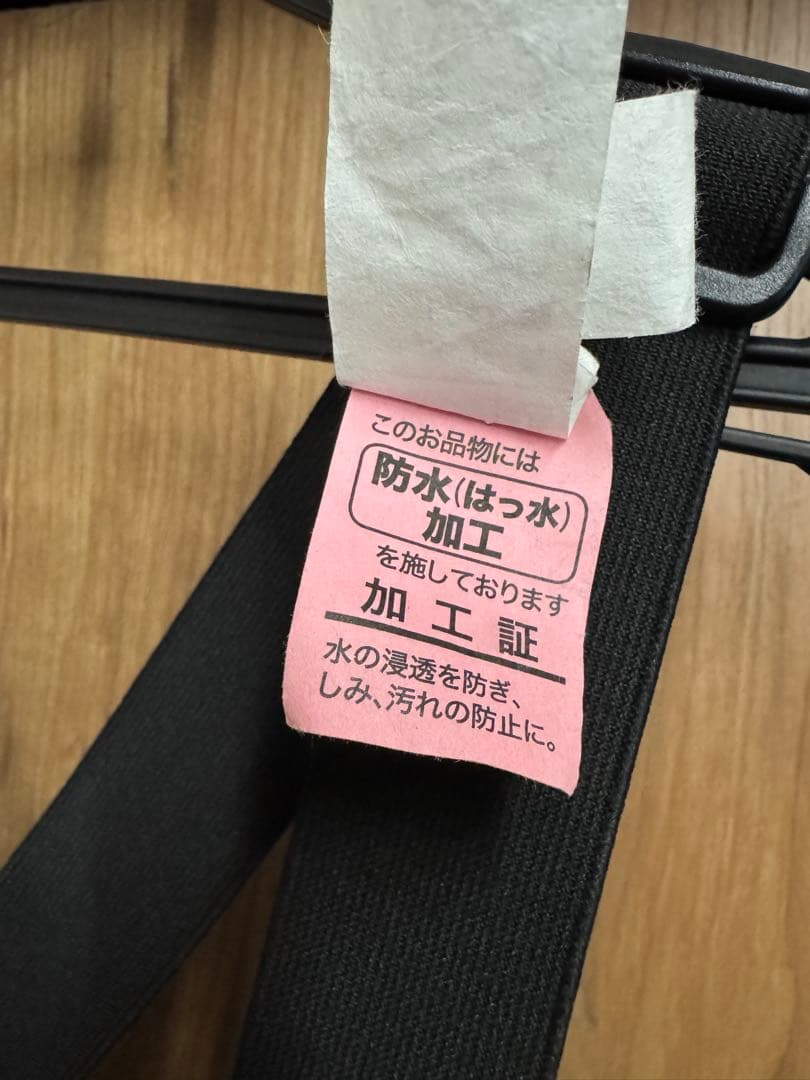 このお品物には
防水(はっ水)
加工
を施しております
加工証
水の浸透を防ぎ、
しみ、汚れの防止に。